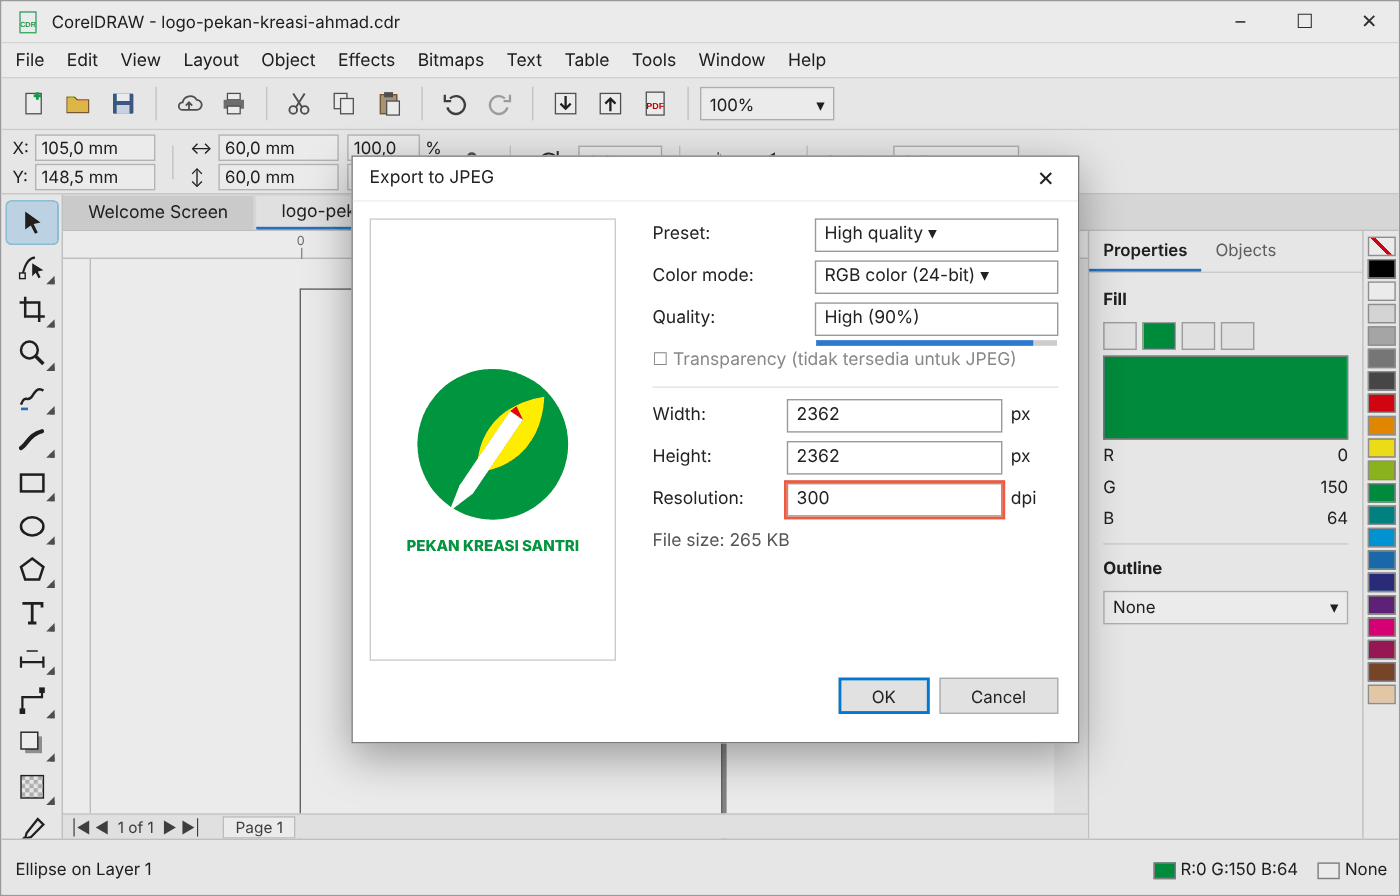 CDR CorelDRAW - logo-pekan-kreasi-ahmad.cdr
File Edit View Layout Object Effects Bitmaps Text Table Tools Window Help
PDF 100%
X: 105,0 mm 60,0 mm 100,0 %
Y: 148,5 mm 60,0 mm
Welcome Screen logo-pek
0
Export to JPEG
PEKAN KREASI SANTRI
Preset: High quality
Color mode: RGB color (24-bit)
Quality: High (90%)
Transparency (tidak tersedia untuk JPEG)
Width: 2362 px
Height: 2362 px
Resolution: 300 dpi
File size: 265 KB
OK Cancel
Properties Objects
Fill
R 0
G 150
B 64
Outline
None
1 of 1 Page 1
Ellipse on Layer 1 R:0 G:150 B:64 None